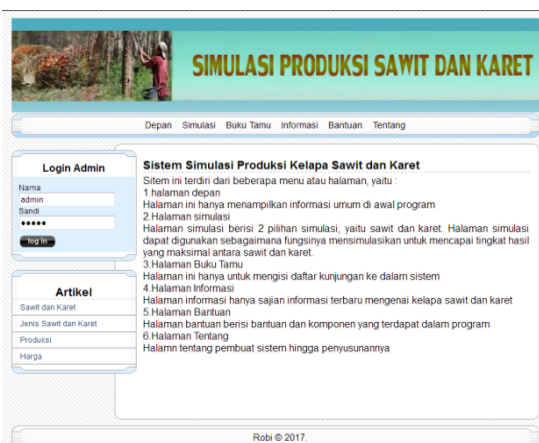 SIMULASI PRODUKSI SAWIT DAN KARET
Depan Simulasi Buku Tamu Informasi Bantuan Tentang
Login Admin
Nama
admin
Sandi
•••••
log in
Artikel
Sawit dan Karet
Jenis Sawit dan Karet
Produksi
Harga
Sistem Simulasi Produksi Kelapa Sawit dan Karet
Sitem ini terdiri dari beberapa menu atau halaman, yaitu :
1.halaman depan
Halaman ini hanya menampilkan informasi umum di awal program
2.Halaman simulasi
Halaman simulasi berisi 2 pilihan simulasi, yaitu sawit dan karet. Halaman simulasi
dapat digunakan sebagaimana fungsinya mensimulasikan untuk mencapai tingkat hasil
yang maksimal antara sawit dan karet.
3.Halaman Buku Tamu
Halaman ini hanya untuk mengisi daftar kunjungan ke dalam sistem
4.Halaman Informasi
Halaman informasi hanya sajian informasi terbaru mengenai kelapa sawit dan karet
5.Halaman Bantuan
Halaman bantuan berisi bantuan dan komponen yang terdapat dalam program
6.Halaman Tentang
Halamn tentang pembuat sistem hingga penyusunannya
Robi © 2017.